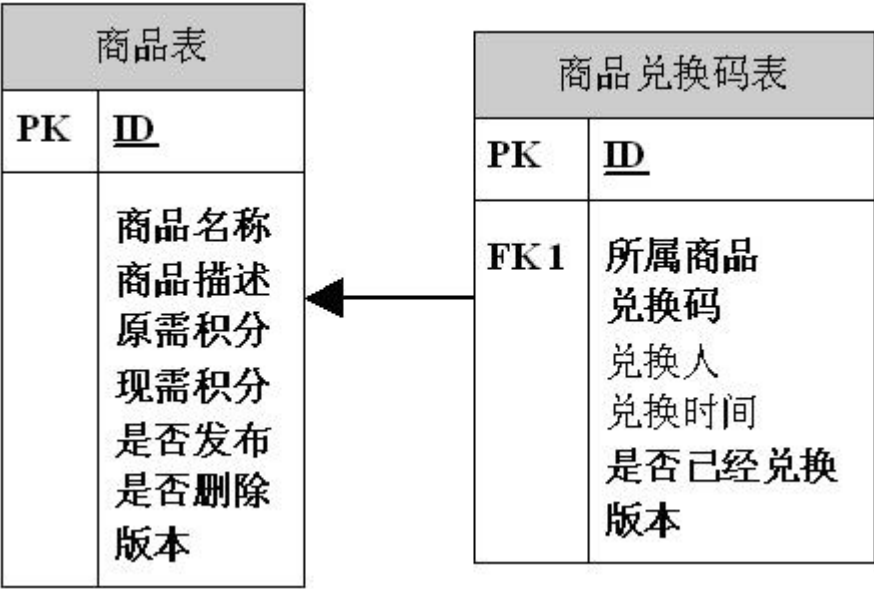 商品表
PK ID
商品名称
商品描述
原需积分
现需积分
是否发布
是否删除
版本
商品兑换码表
PK ID
FK1 所属商品
兑换码
兑换人
兑换时间
是否已经兑换
版本